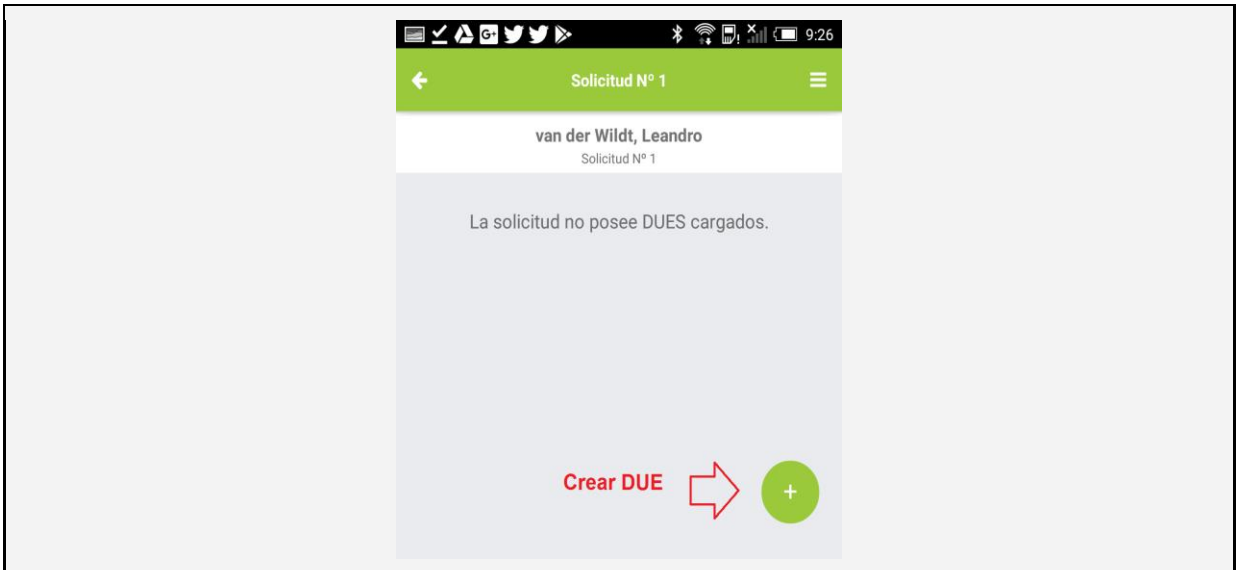 9:26
Solicitud Nº 1
van der Wildt, Leandro
Solicitud Nº 1
La solicitud no posee DUES cargados.
Crear DUE
+